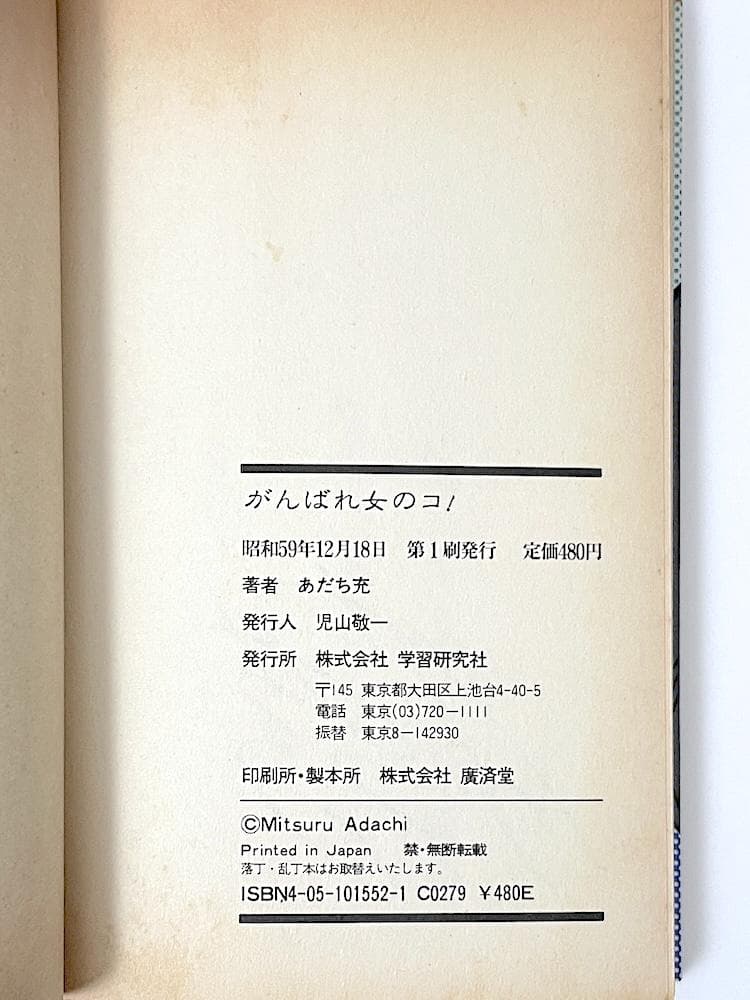 がんばれ女のコ!
昭和59年12月18日 第1刷発行 定価480円
著者 あだち充
発行人 児山敬一
発行所 株式会社 学習研究社
〒145 東京都大田区上池台4-40-5
電話 東京(03)720-1111
振替 東京8-142930
印刷所・製本所 株式会社 廣済堂
©Mitsuru Adachi
Printed in Japan 禁・無断転載
落丁・乱丁本はお取替えいたします。
ISBN4-05-101552-1 C0279 ¥480E